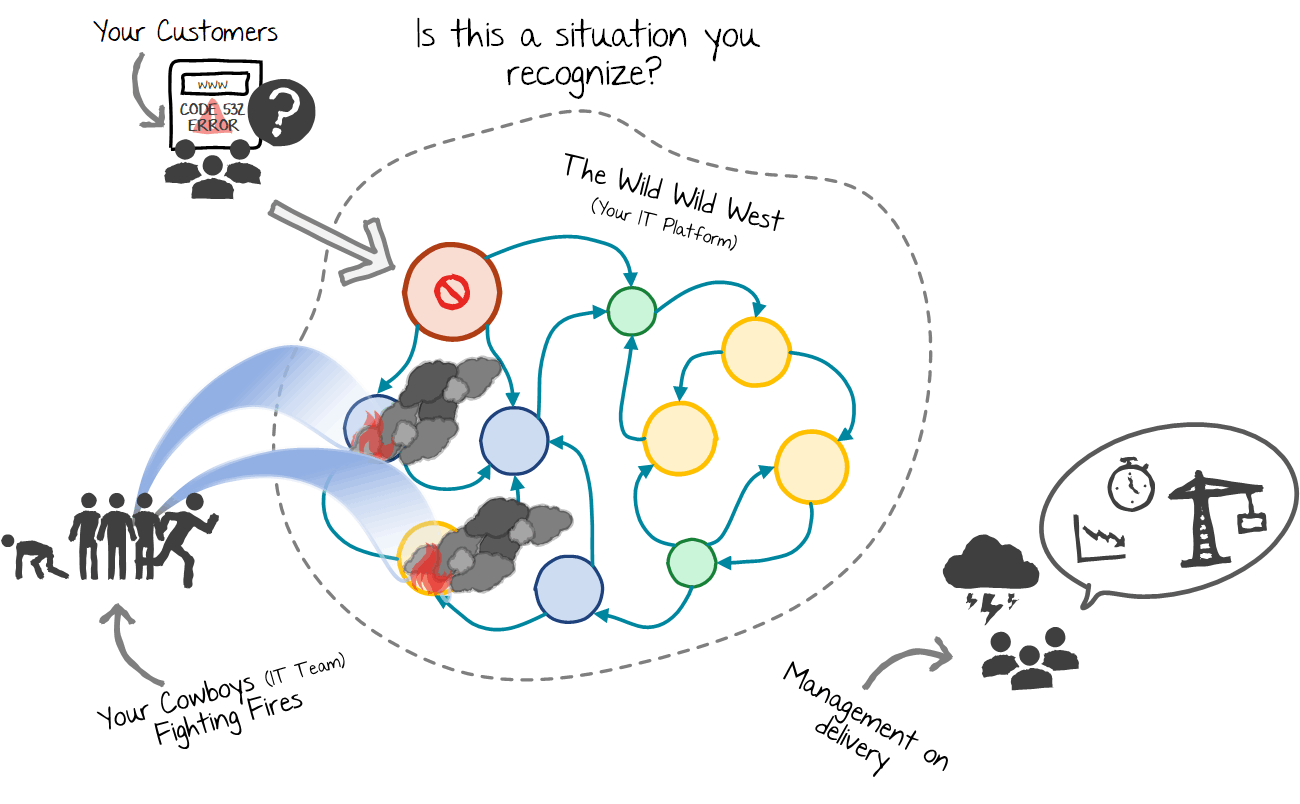 Your Customers
Is this a situation you
recognize?
WWW
CODE 532
ERROR
?
The Wild Wild West
(Your IT Platform)
Your Cowboys (IT Team)
Fighting Fires
Management on
delivery